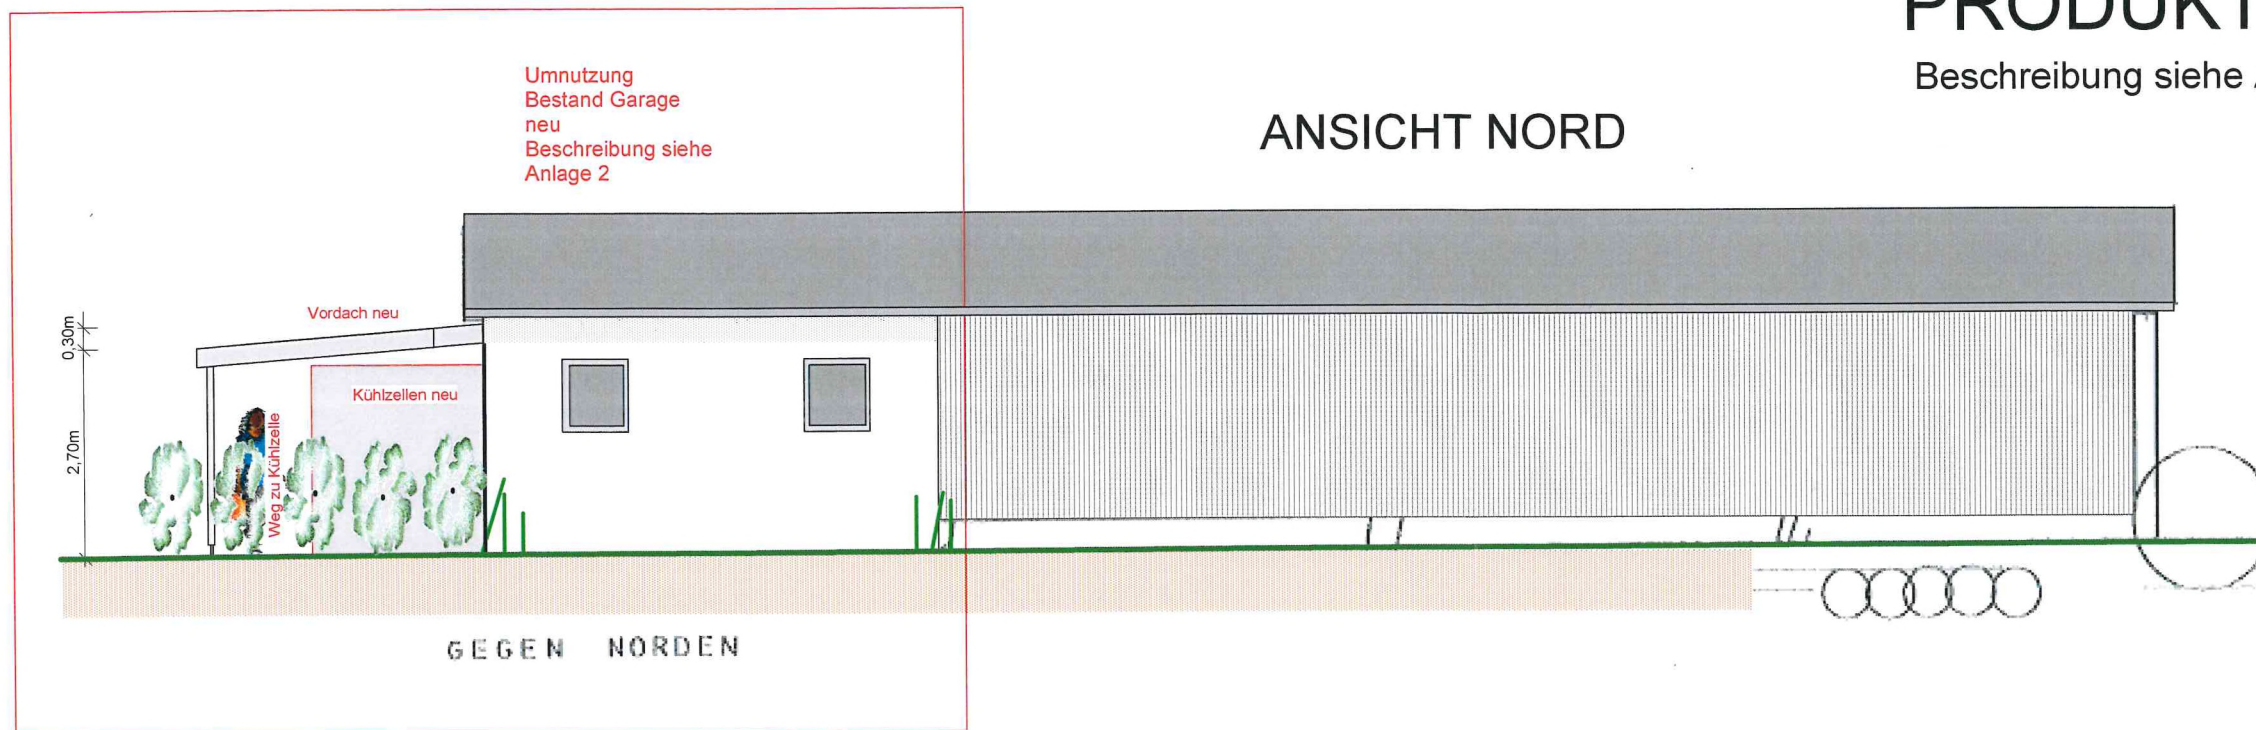 PRODUKT
Beschreibung siehe
Umnutzung
Bestand Garage
neu
Beschreibung siehe
Anlage 2
ANSICHT NORD
Vordach neu
0,30m
Kühlzellen neu
Weg zu Kühlzelle
2,70m
GEGEN NORDEN